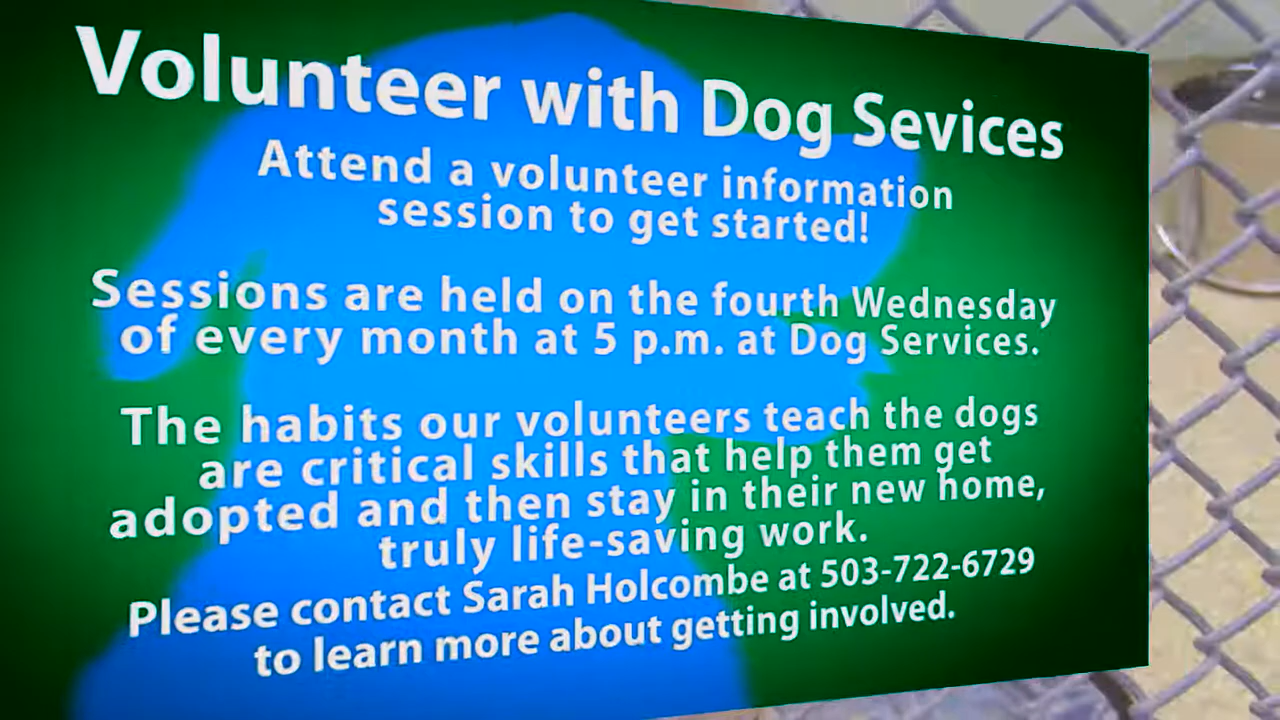 Volunteer with Dog Sevices
Attend a volunteer information
session to get started!
Sessions are held on the fourth Wednesday
of every month at 5 p.m. at Dog Services.
The habits our volunteers teach the dogs
are critical skills that help them get
adopted and then stay in their new home,
truly life-saving work.
Please contact Sarah Holcombe at 503-722-6729
to learn more about getting involved.